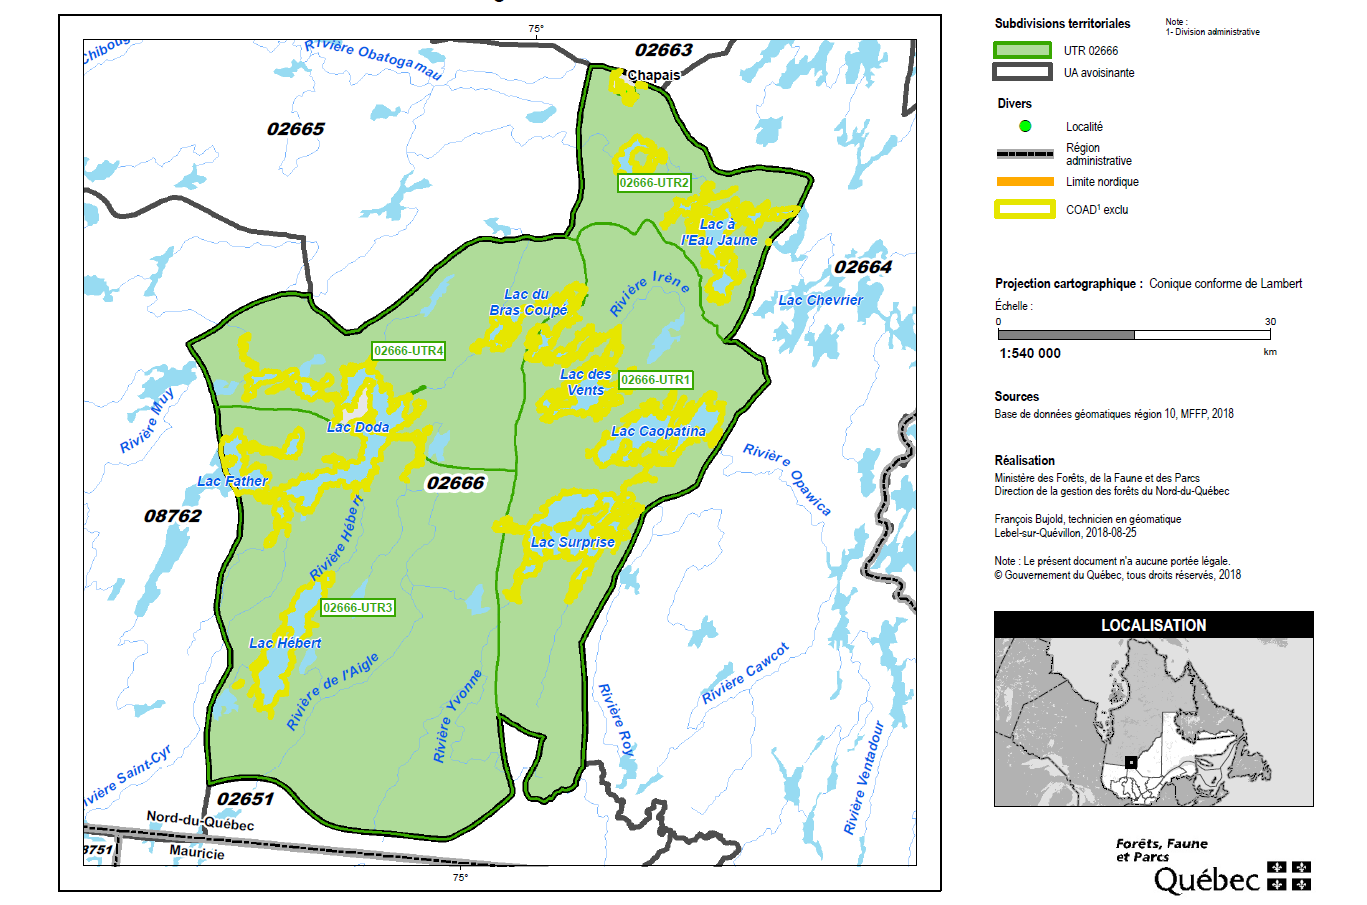 75°
02663
Chapais
Rivière Obatogamau
02665
02666-UTR2
Lac à
l'Eau Jaune
02664
Lac Chevrier
Rivière Irène
Lac du
Bras Coupé
02666-UTR4
Lac des
Vents
02666-UTR1
Rivière Muy
Lac Doda
Lac Caopatina
Rivière Opawica
Lac Father
02666
08762
Lac Surprise
Rivière Hébert
02666-UTR3
Lac Hébert
Rivière de l'Aigle
Rivière Yvonne
Rivière Roy
Rivière Cawcot
Rivière Ventadour
ivière Saint-Cyr
02651
Nord-du-Québec
Mauricie
8751
75°
Subdivisions territoriales
Note :
1- Division administrative
UTR 02666
UA avoisinante
Divers
Localité
Région
administrative
Limite nordique
COAD¹ exclu
Projection cartographique : Conique conforme de Lambert
Échelle :
0 30
1:540 000 km
Sources
Base de données géomatiques région 10, MFFP, 2018
Réalisation
Ministère des Forêts, de la Faune et des Parcs
Direction de la gestion des forêts du Nord-du-Québec
François Bujold, technicien en géomatique
Lebel-sur-Quévillon, 2018-08-25
Note : Le présent document n'a aucune portée légale.
© Gouvernement du Québec, tous droits réservés, 2018
LOCALISATION
Forêts, Faune
et Parcs
Québec